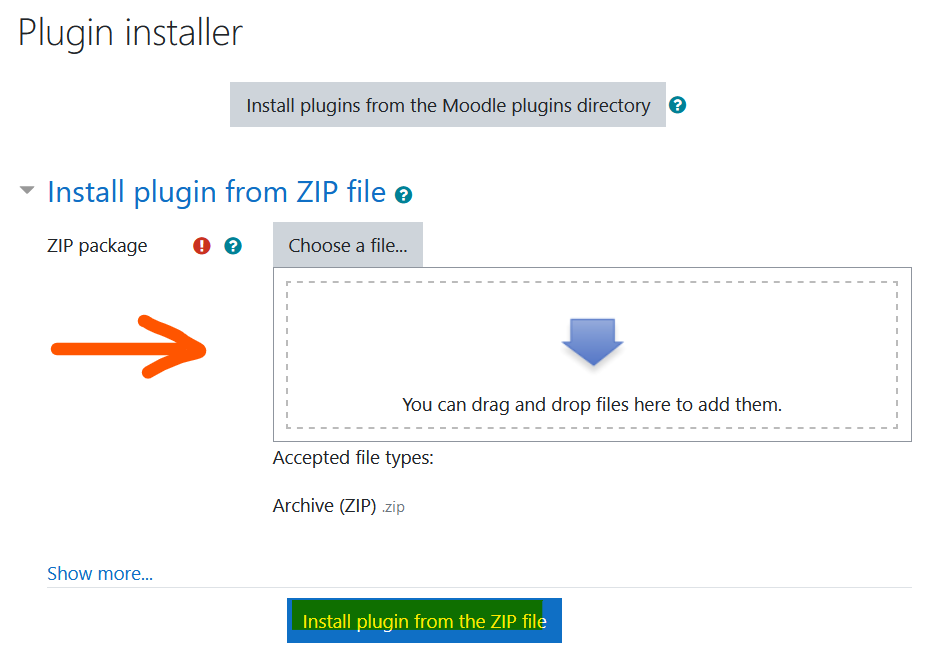 Plugin installer
Install plugins from the Moodle plugins directory ?
Install plugin from ZIP file ?
ZIP package ! ? Choose a file...
You can drag and drop files here to add them.
Accepted file types:
Archive (ZIP) .zip
Show more...
Install plugin from the ZIP file